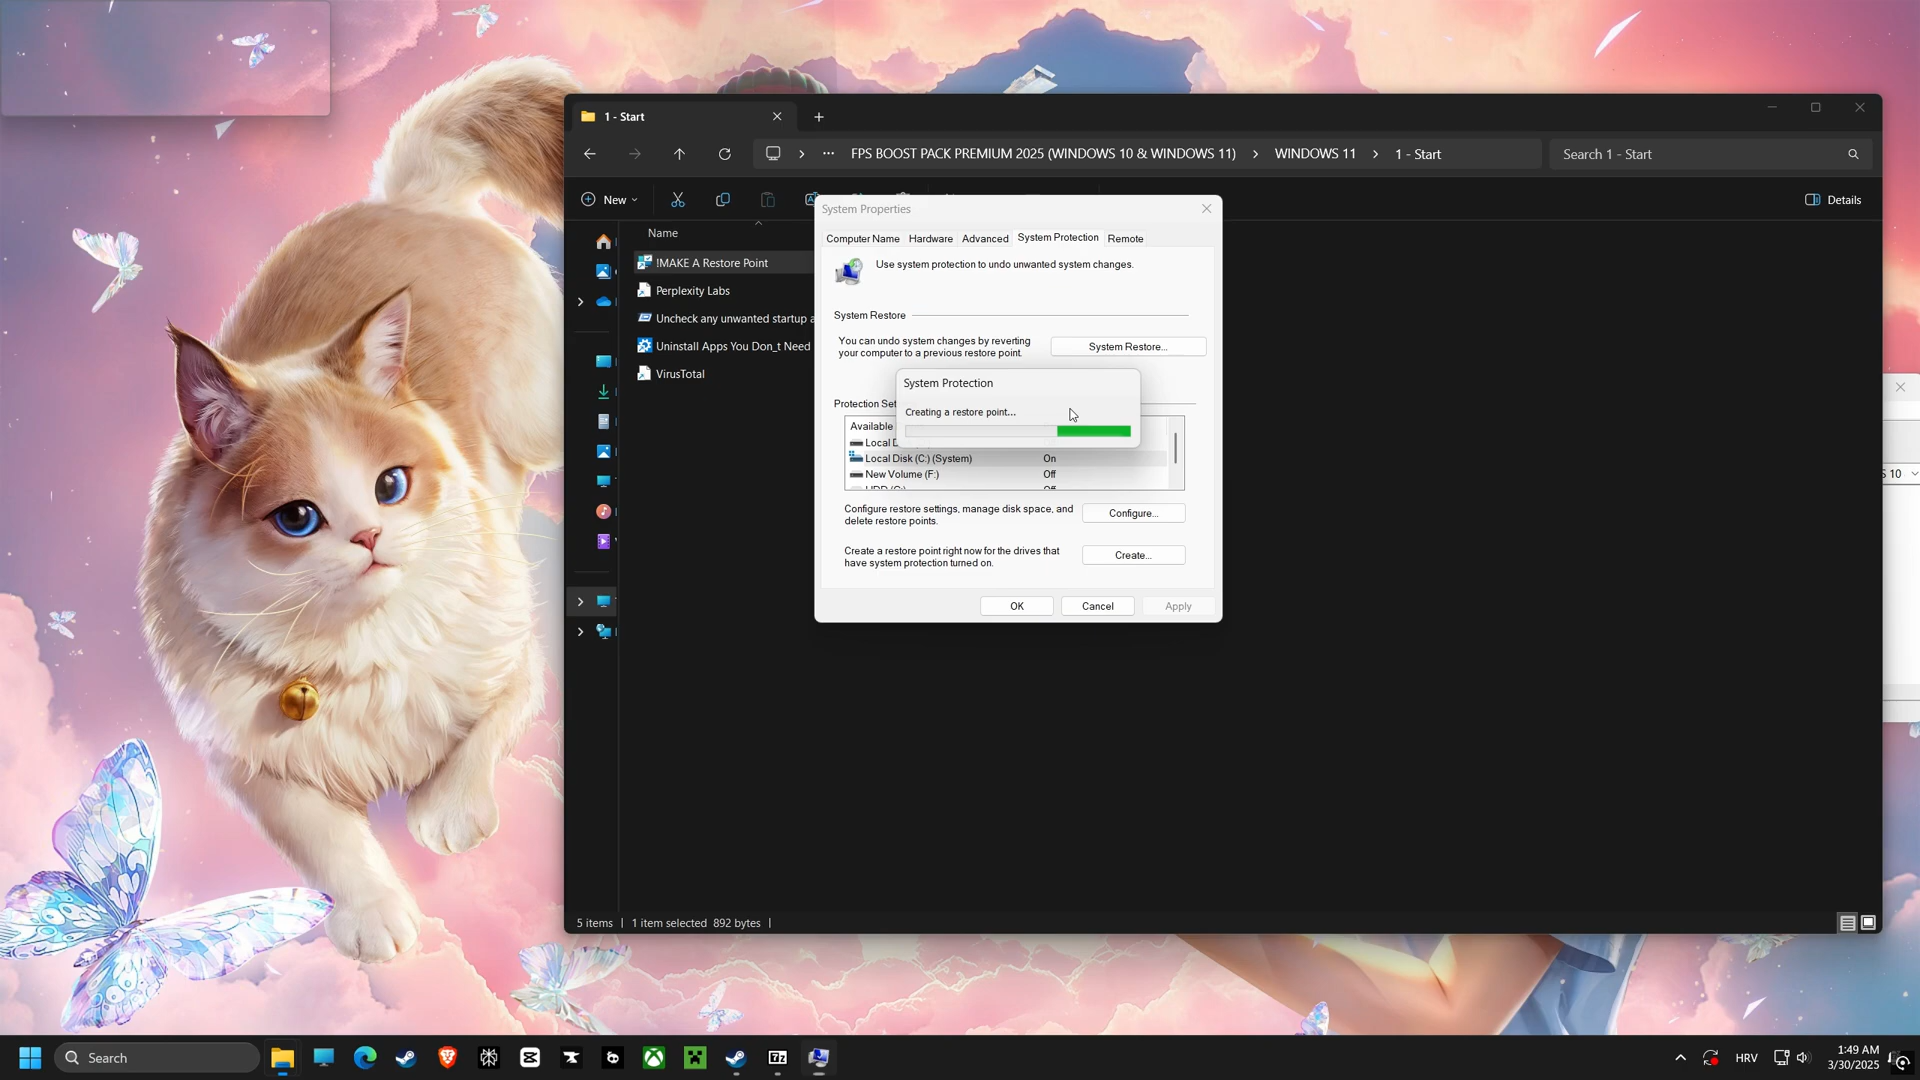 1 - Start
FPS BOOST PACK PREMIUM 2025 (WINDOWS 10 & WINDOWS 11) > WINDOWS 11 > 1 - Start
Search 1 - Start
New
Details
Name
!MAKE A Restore Point
Perplexity Labs
Uncheck any unwanted startup a
Uninstall Apps You Don_t Need
VirusTotal
System Properties
Computer Name
Hardware
Advanced
System Protection
Remote
Use system protection to undo unwanted system changes.
System Restore
You can undo system changes by reverting
your computer to a previous restore point.
System Restore...
Protection Set
System Protection
Creating a restore point...
Available
Local D
Local Disk (C:) (System) On
New Volume (F:) Off
Configure restore settings, manage disk space, and
delete restore points.
Configure...
Create a restore point right now for the drives that
have system protection turned on.
Create...
OK
Cancel
Apply
5 items
1 item selected 892 bytes
Search
HRV
1:49 AM
3/30/2025